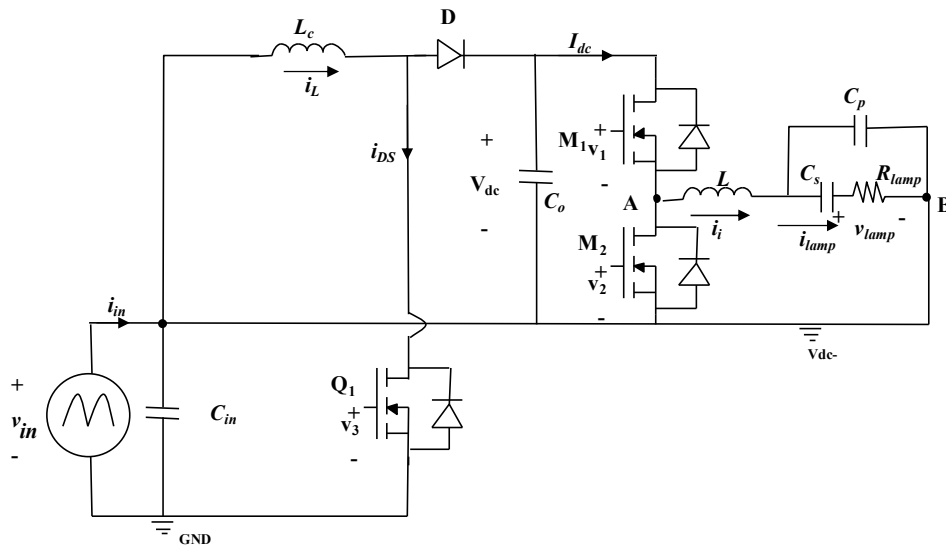 L_c
D
I_dc
i_L
i_DS
+
V_dc
-
C_o
M_1
+
v_1
-
A
M_2
+
v_2
-
L
i_i
C_p
C_s
R_lamp
B
+
v_lamp
-
i_lamp
Vdc-
i_in
+
v_in
-
C_in
Q_1
+
v_3
-
GND